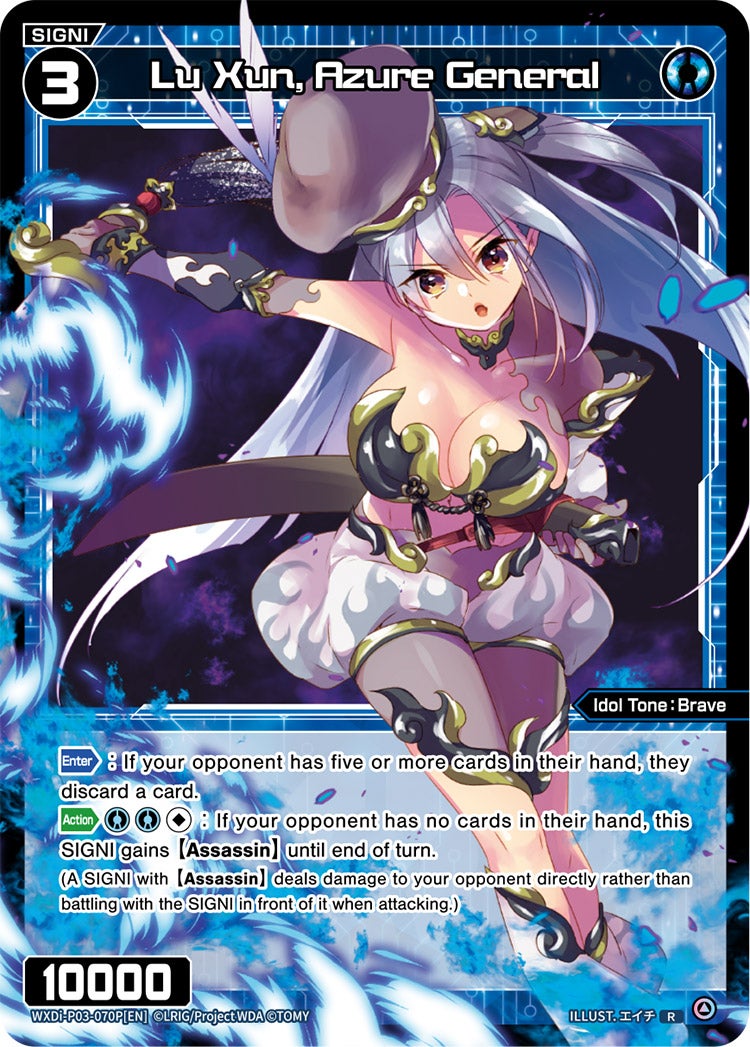 SIGNI
3
Lu Xun, Azure General
Idol Tone:Brave
Enter : If your opponent has five or more cards in their hand, they
discard a card.
Action : If your opponent has no cards in their hand, this
SIGNI gains 【Assassin】 until end of turn.
(A SIGNI with 【Assassin】 deals damage to your opponent directly rather than
battling with the SIGNI in front of it when attacking.)
10000
WXDi-P03-070P[EN] ©LRIG/Project WDA ©TOMY
ILLUST. エイチ R